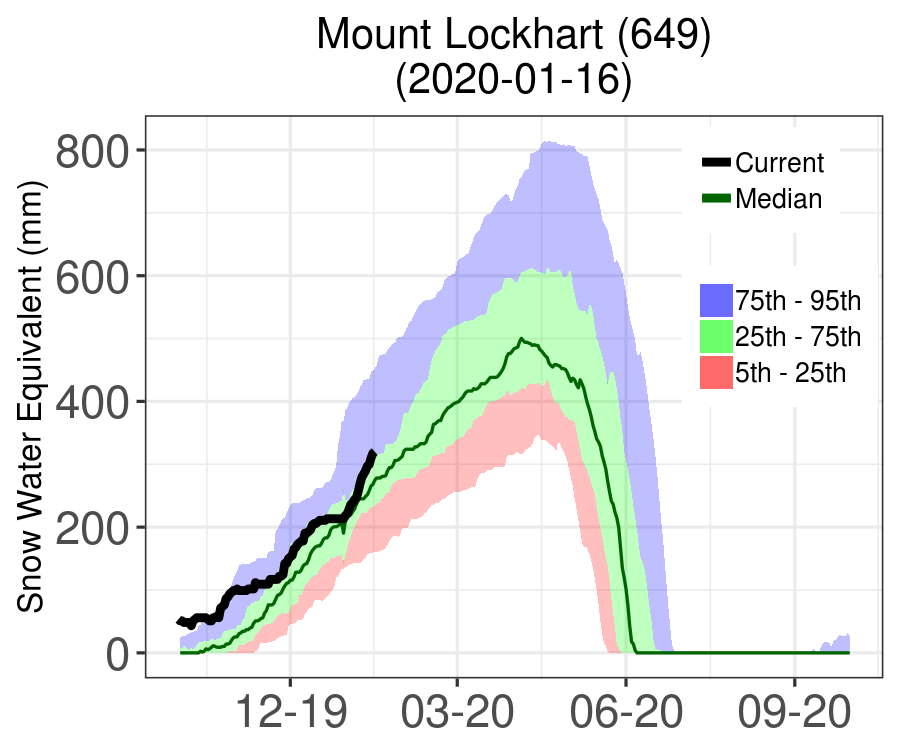 Mount Lockhart (649)
(2020-01-16)
Snow Water Equivalent (mm)
800
600
400
200
0
Current
Median
75th - 95th
25th - 75th
5th - 25th
12-19
03-20
06-20
09-20